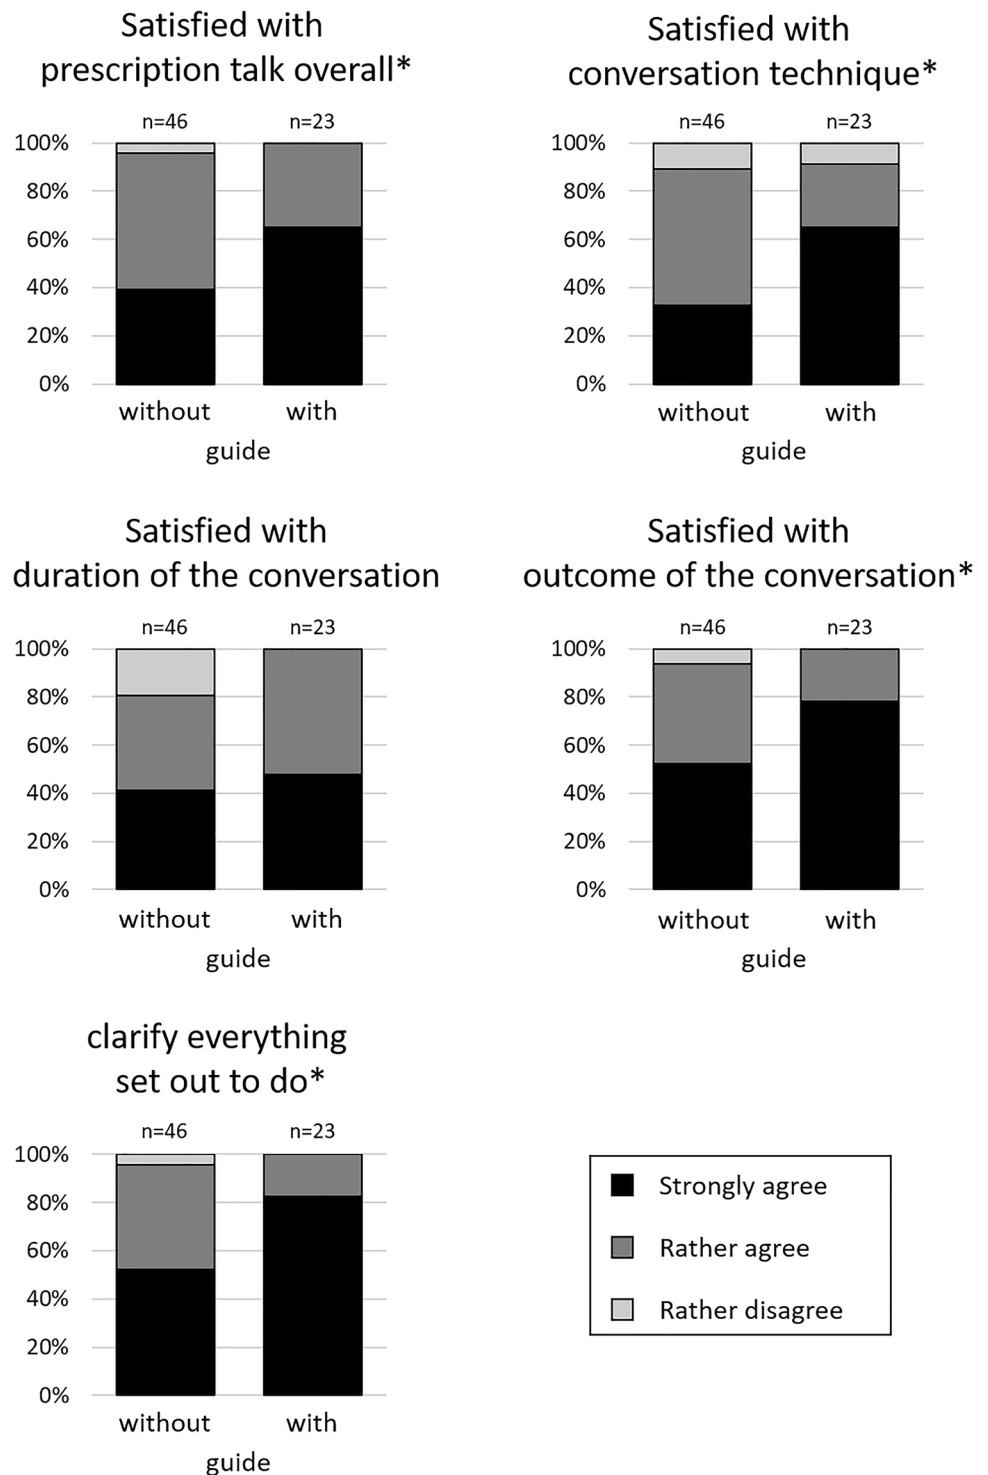 Satisfied with
prescription talk overall*
n=46 n=23
100%
80%
60%
40%
20%
0%
without with
guide
Satisfied with
conversation technique*
n=46 n=23
100%
80%
60%
40%
20%
0%
without with
guide
Satisfied with
duration of the conversation
n=46 n=23
100%
80%
60%
40%
20%
0%
without with
guide
Satisfied with
outcome of the conversation*
n=46 n=23
100%
80%
60%
40%
20%
0%
without with
guide
clarify everything
set out to do*
n=46 n=23
100%
80%
60%
40%
20%
0%
without with
guide
Strongly agree
Rather agree
Rather disagree